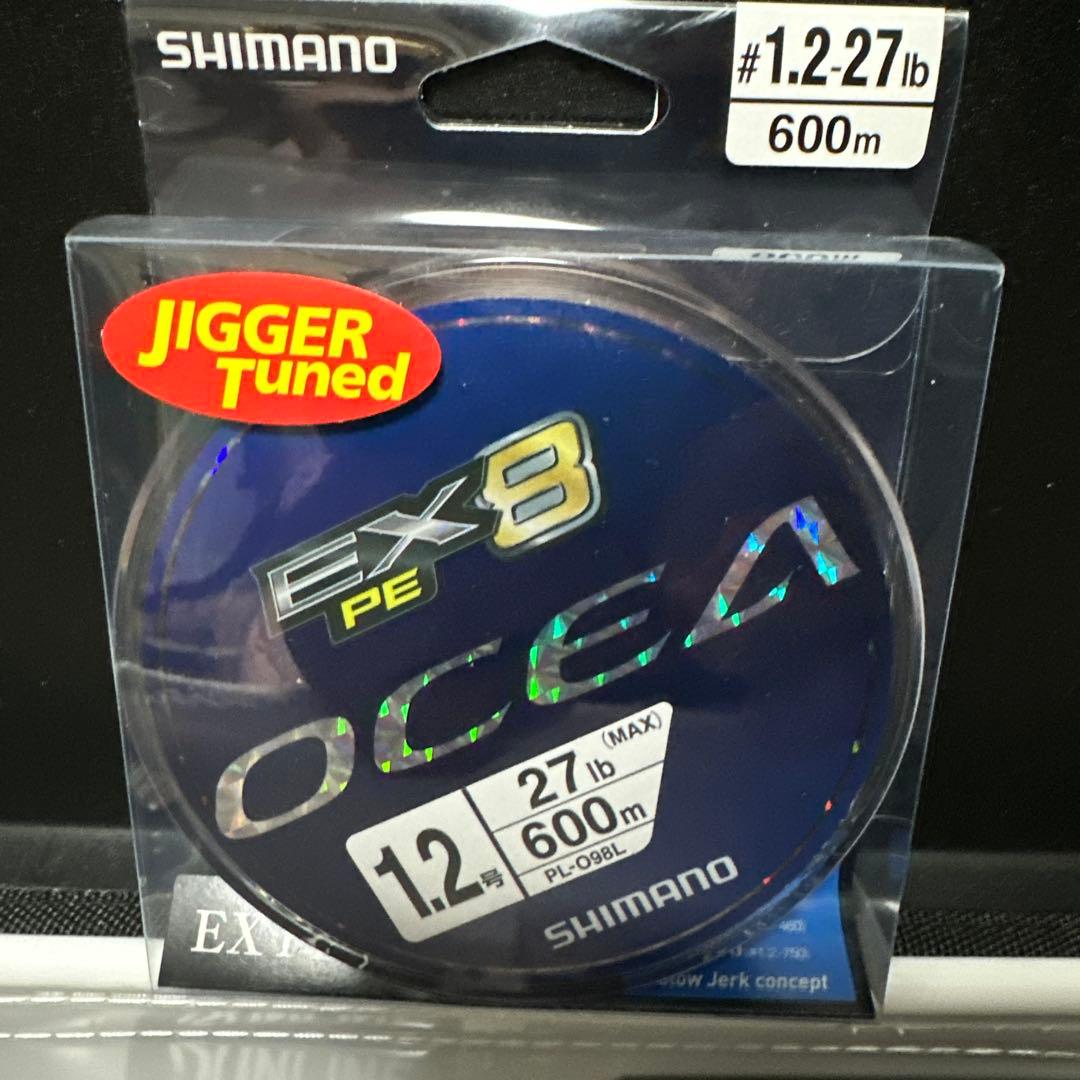 SHIMANO
#1.2-27lb
600m
JIGGER
Tuned
EX8
PE
OCEA
27lb (MAX)
1.2号
600m
PL-O98L
SHIMANO
EX
Slow Jerk concept